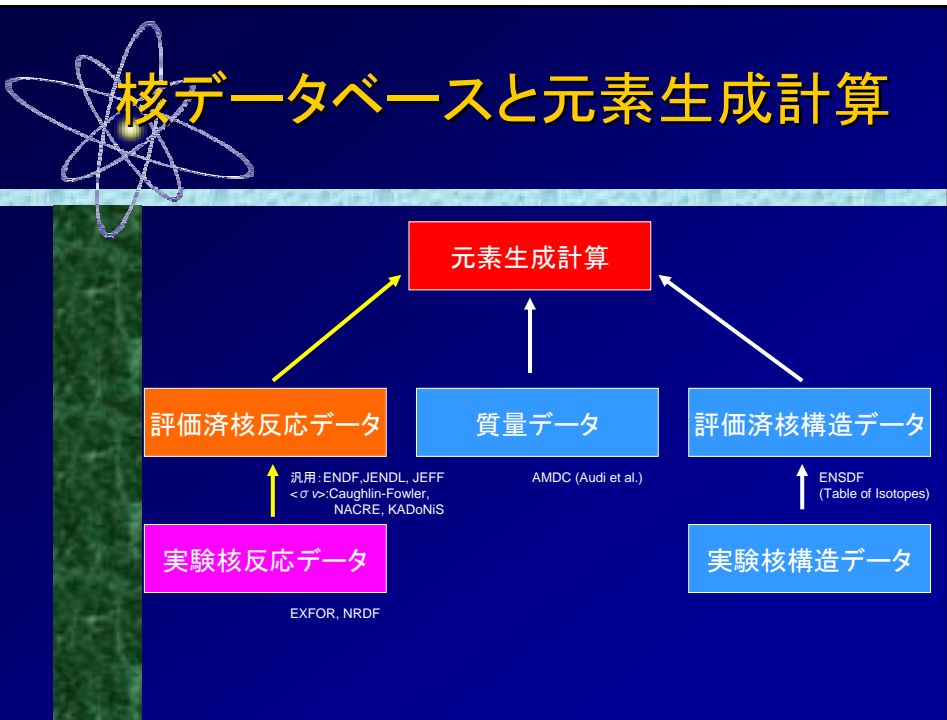 核データベースと元素生成計算
元素生成計算
評価済核反応データ
質量データ
評価済核構造データ
汎用:ENDF,JENDL, JEFF
<σv>:Caughlin-Fowler,
NACRE, KADoNiS
AMDC (Audi et al.)
ENSDF
(Table of Isotopes)
実験核反応データ
実験核構造データ
EXFOR, NRDF